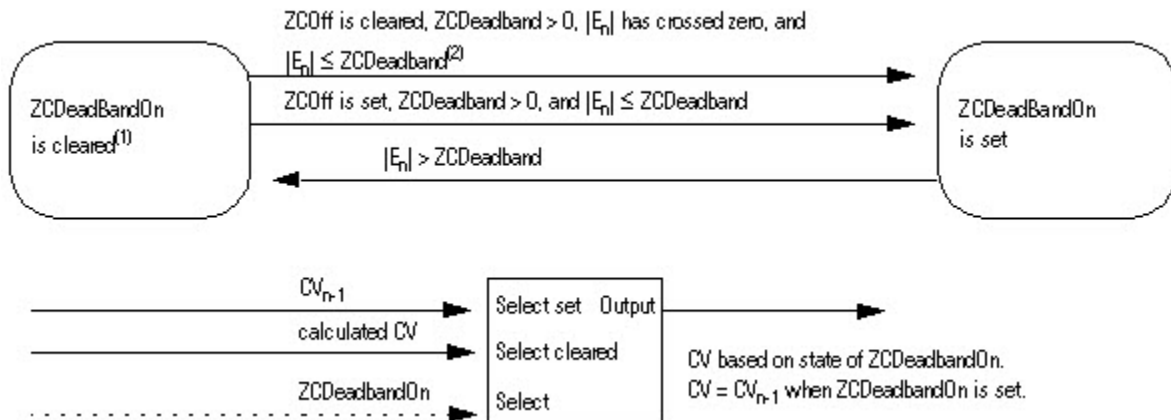 ZCOff is cleared, ZCDeadband > 0, |Eₙ| has crossed zero, and
|Eₙ| ≤ ZCDeadband⁽²⁾
ZCOff is set, ZCDeadband > 0, and |Eₙ| ≤ ZCDeadband
|Eₙ| > ZCDeadband
ZCDeadBandOn
is cleared⁽¹⁾
ZCDeadBandOn
is set
CVₙ₋₁
calculated CV
ZCDeadbandOn
Select set Output
Select cleared
Select
CV based on state of ZCDeadbandOn.
CV = CVₙ₋₁ when ZCDeadbandOn is set.